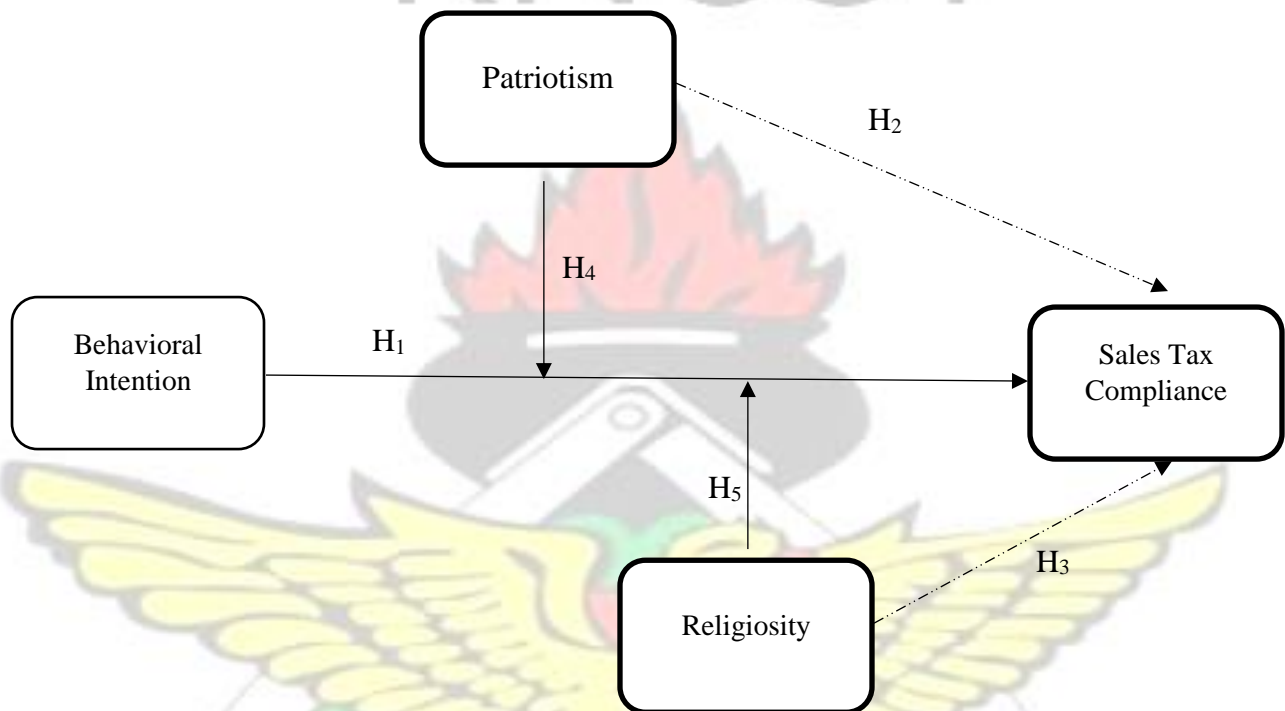 Patriotism
H2
H4
H1
Behavioral
Intention
Sales Tax
Compliance
H5
H3
Religiosity